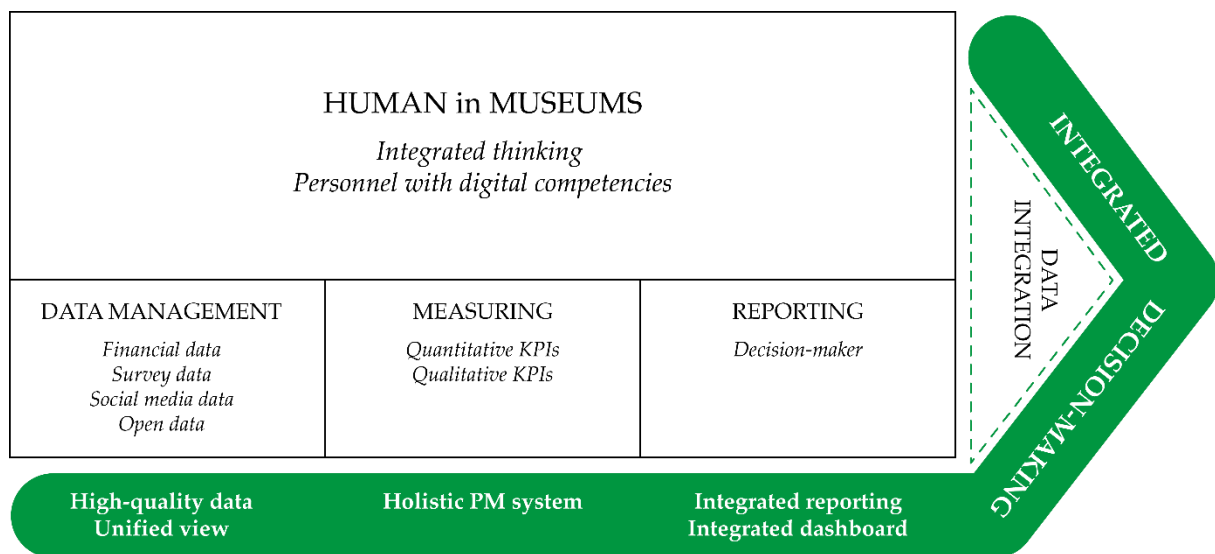 HUMAN in MUSEUMS
Integrated thinking
Personnel with digital competencies
DATA MANAGEMENT
Financial data
Survey data
Social media data
Open data
MEASURING
Quantitative KPIs
Qualitative KPIs
REPORTING
Decision-maker
High-quality data
Unified view
Holistic PM system
Integrated reporting
Integrated dashboard
DATA
INTEGRATION
INTEGRATED
DECISION-MAKING